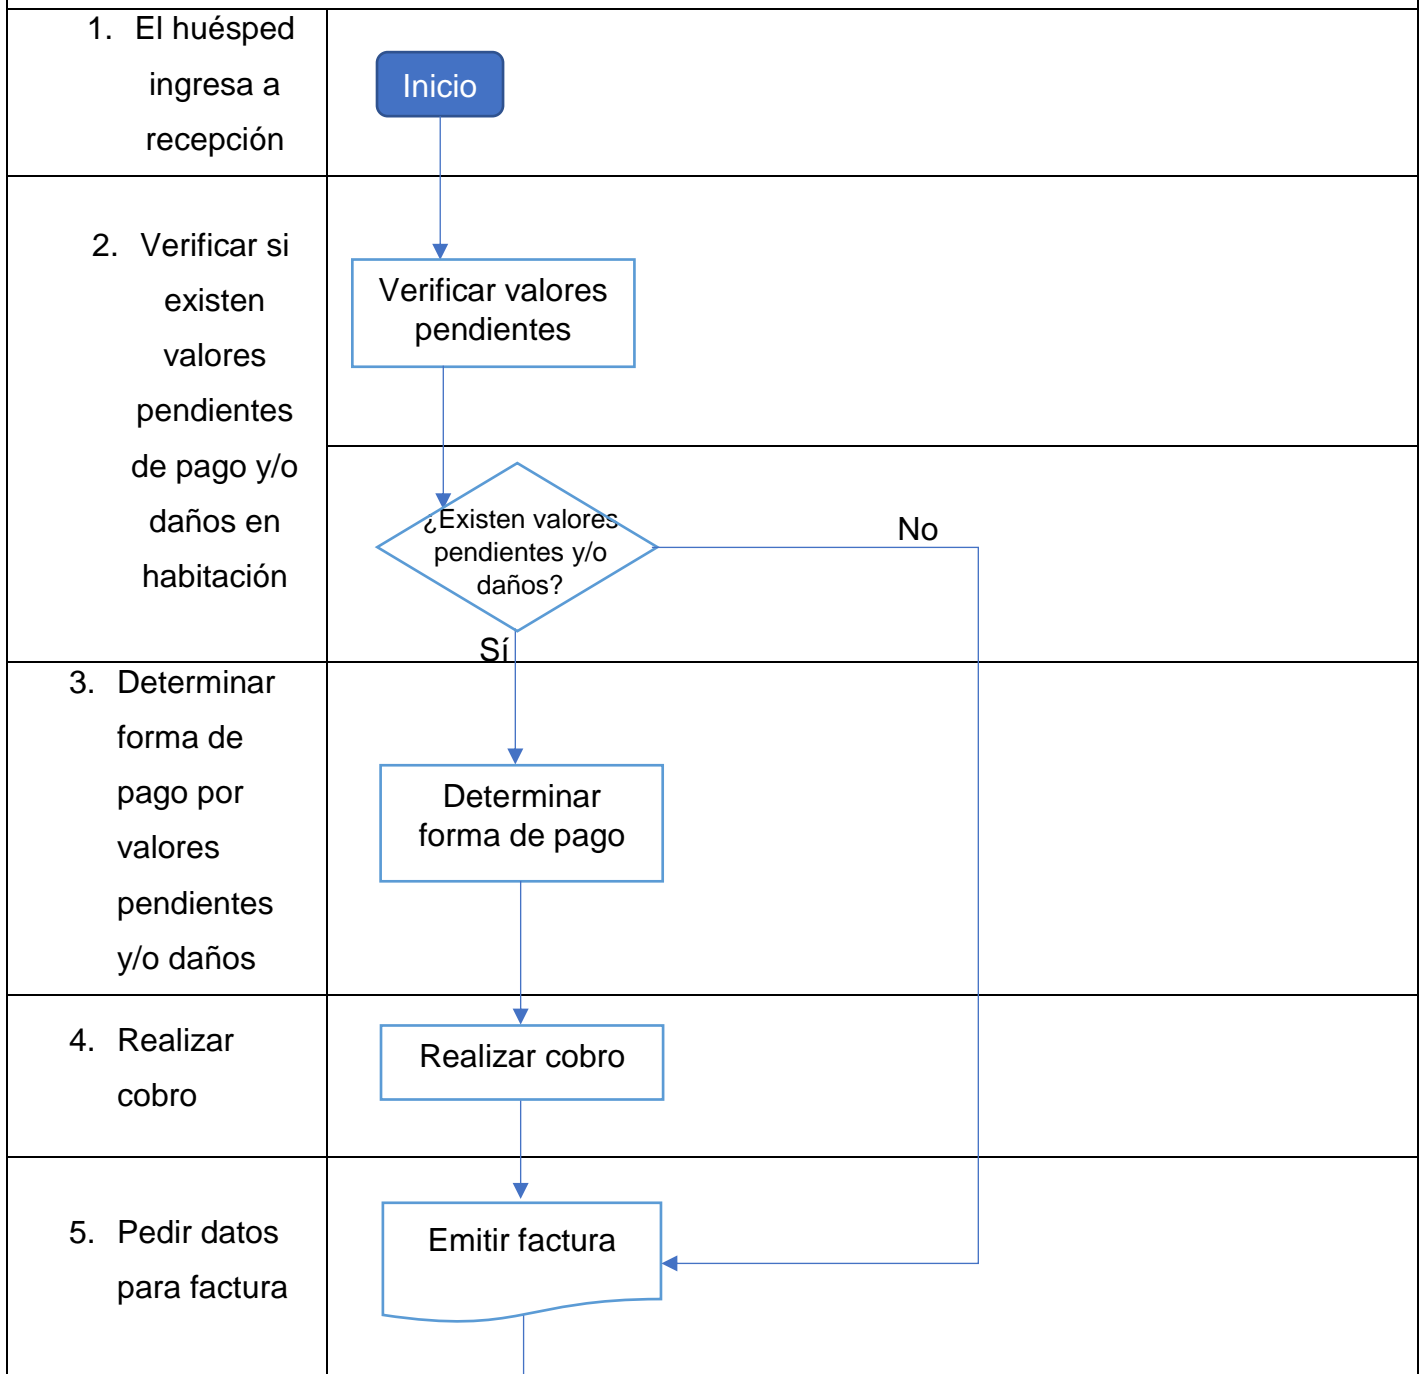 1. El huésped
ingresa a
recepción
Inicio
2. Verificar si
existen
valores
pendientes
de pago y/o
daños en
habitación
Verificar valores
pendientes
¿Existen valores
pendientes y/o
daños?
No
Sí
3. Determinar
forma de
pago por
valores
pendientes
y/o daños
Determinar
forma de pago
4. Realizar
cobro
Realizar cobro
5. Pedir datos
para factura
Emitir factura